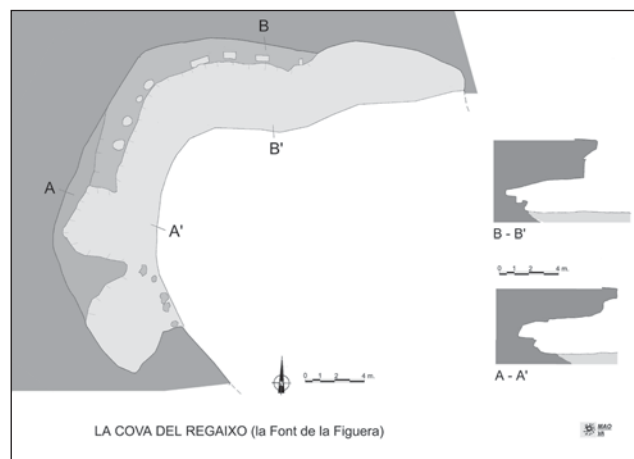 B
A
B'
A'
B - B'
0 1 2 4 m.
A - A'
N
0 1 2 4 m.
LA COVA DEL REGAIXO (la Font de la Figuera)